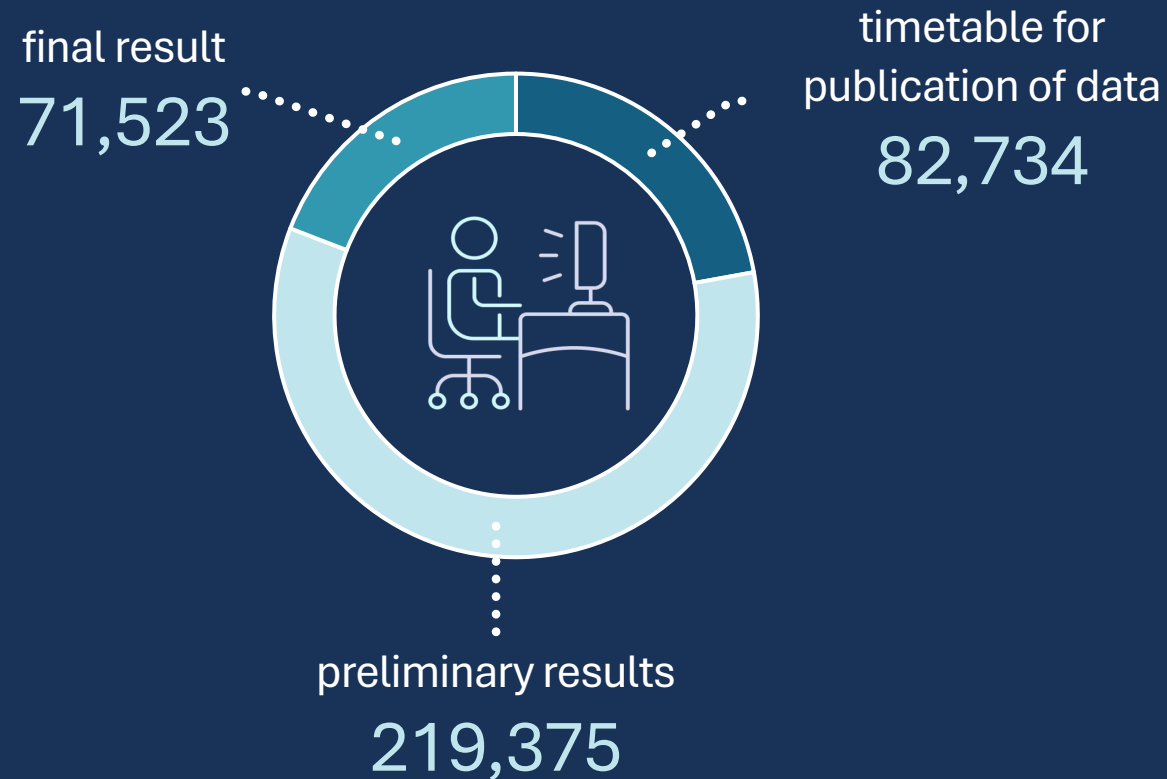 final result
71,523
timetable for
publication of data
82,734
preliminary results
219,375